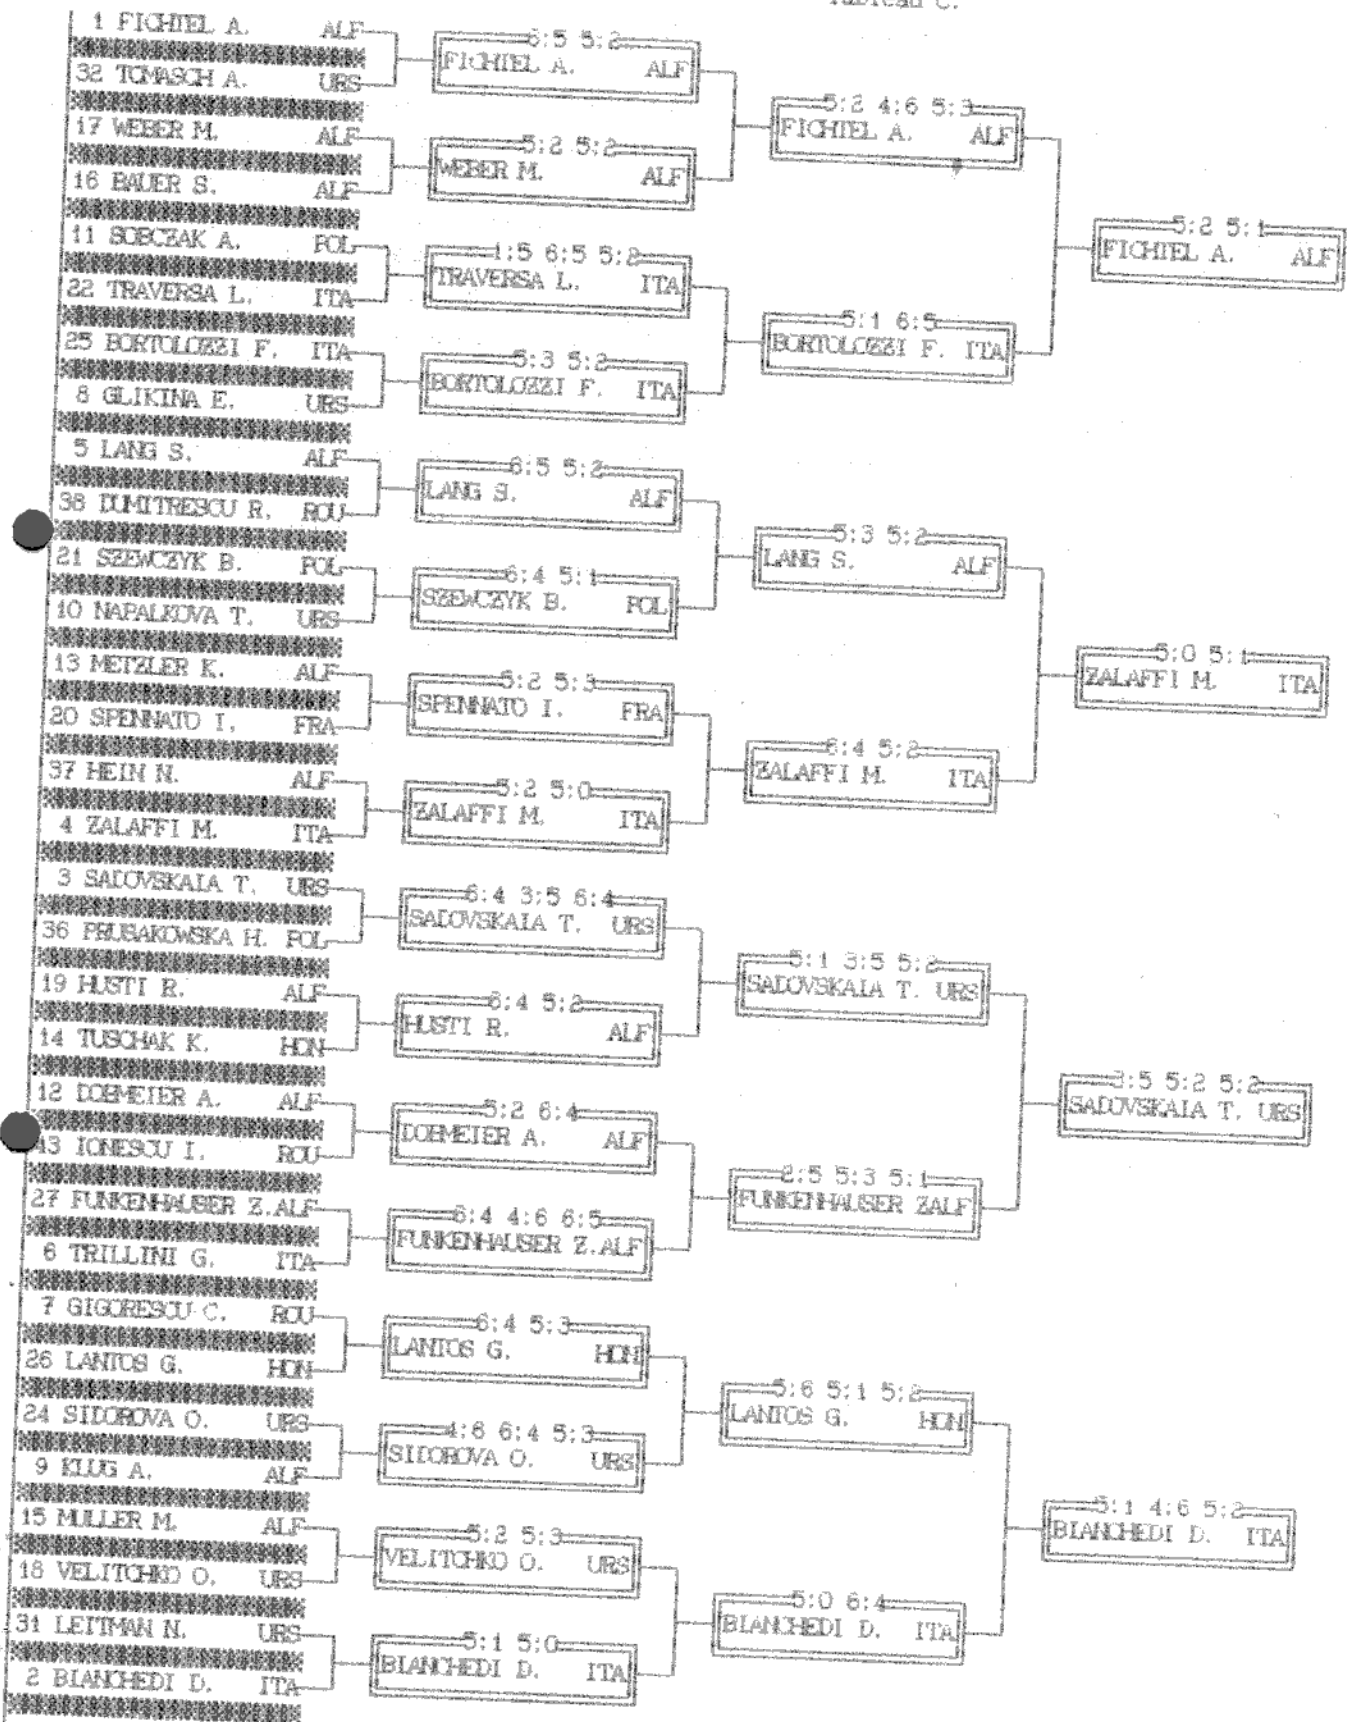 Tableau C.
1 FICHTEL A. ALF
32 TOMASCH A. URS
17 WEBER M. ALF
16 BAUER S. ALF
11 SOBCZAK A. POL
22 TRAVERSA L. ITA
25 BORTOLOZZI F. ITA
8 GLIKINA E. URS
5 LANG S. ALF
38 DUMITRESCU R. ROU
21 SZEWCZYK B. POL
10 NAPALKOVA T. URS
13 METZLER K. ALF
20 SPENNATO I. FRA
37 HEIN N. ALF
4 ZALAFFI M. ITA
3 SADOVSKAIA T. URS
36 PRUSAKOWSKA H. POL
19 HUSTI R. ALF
14 TUSCHAK K. HON
12 DOBMEIER A. ALF
43 IONESCU I. ROU
27 FUNKENHAUSER Z. ALF
6 TRILLINI G. ITA
7 GIGORESCU C. ROU
26 LANTOS G. HON
24 SIDOROVA O. URS
9 KLUG A. ALF
15 MULLER M. ALF
18 VELITCHKO O. URS
31 LEITMAN N. URS
2 BIANCHEDI D. ITA
6:5 5:2
FICHTEL A. ALF
5:2 5:2
WEBER M. ALF
1:5 6:5 5:2
TRAVERSA L. ITA
5:3 5:2
BORTOLOZZI F. ITA
6:5 5:2
LANG S. ALF
6:4 5:1
SZEWCZYK B. POL
5:2 5:3
SPENNATO I. FRA
5:2 5:0
ZALAFFI M. ITA
6:4 3:5 6:4
SADOVSKAIA T. URS
6:4 5:2
HUSTI R. ALF
5:2 6:4
DOBMEIER A. ALF
6:4 4:6 6:5
FUNKENHAUSER Z. ALF
6:4 5:3
LANTOS G. HON
4:6 6:4 5:3
SIDOROVA O. URS
5:2 5:3
VELITCHKO O. URS
5:1 5:0
BIANCHEDI D. ITA
5:2 4:6 5:3
FICHTEL A. ALF
5:1 6:5
BORTOLOZZI F. ITA
5:3 5:2
LANG S. ALF
6:4 5:2
ZALAFFI M. ITA
5:1 3:5 5:2
SADOVSKAIA T. URS
2:5 5:3 5:1
FUNKENHAUSER ZALF
5:6 5:1 5:2
LANTOS G. HON
5:0 6:4
BIANCHEDI D. ITA
5:2 5:1
FICHTEL A. ALF
5:0 5:1
ZALAFFI M. ITA
3:5 5:2 5:2
SADOVSKAIA T. URS
5:1 4:6 5:2
BIANCHEDI D. ITA